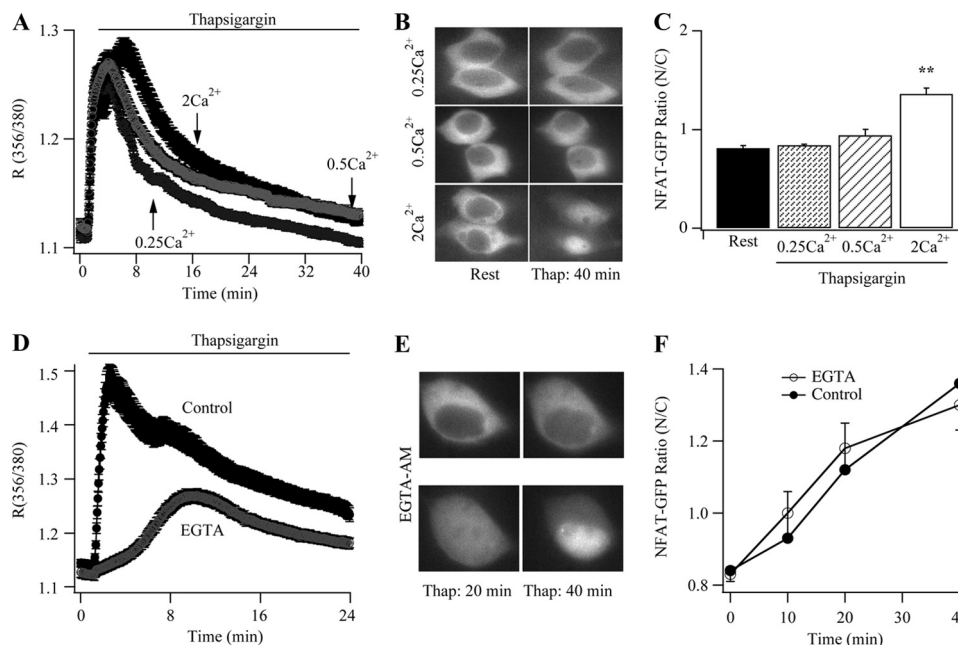 A
Thapsigargin
1.3
1.2
1.1
R (356/380)
2Ca2+
0.5Ca2+
0.25Ca2+
0
8
16
24
32
40
Time (min)
B
0.25Ca2+
0.5Ca2+
2Ca2+
Rest
Thap: 40 min
C
NFAT-GFP Ratio (N/C)
2
1
0
**
Rest
0.25Ca2+
0.5Ca2+
2Ca2+
Thapsigargin
D
Thapsigargin
1.5
1.4
1.3
1.2
1.1
R(356/380)
Control
EGTA
0
8
16
24
Time (min)
E
EGTA-AM
Thap: 20 min
Thap: 40 min
F
NFAT-GFP Ratio (N/C)
1.4
1.2
1.0
0.8
EGTA
Control
0
10
20
30
Time (min)